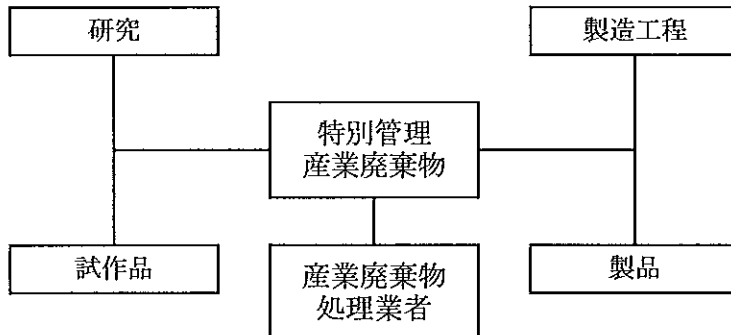 研究
製造工程
特別管理
産業廃棄物
試作品
産業廃棄物
処理業者
製品